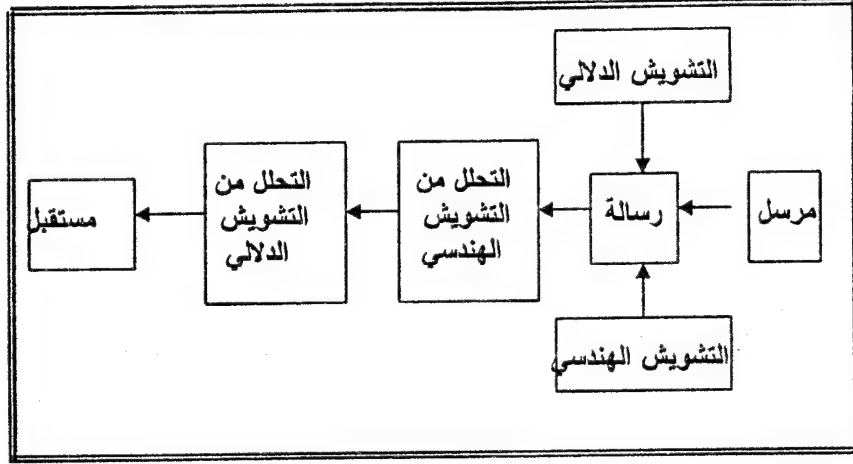 التشويش الدلالي
مرسل
رسالة
التحلل من
التشويش
الهندسي
التحلل من
التشويش
الدلالي
مستقبل
التشويش الهندسي